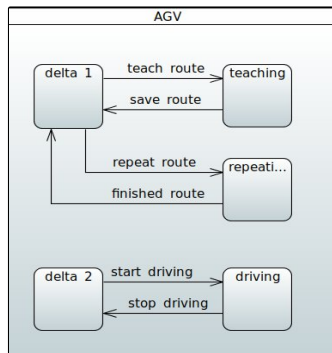 AGV
delta 1
teach route
teaching
save route
repeat route
repeati...
finished route
delta 2
start driving
driving
stop driving